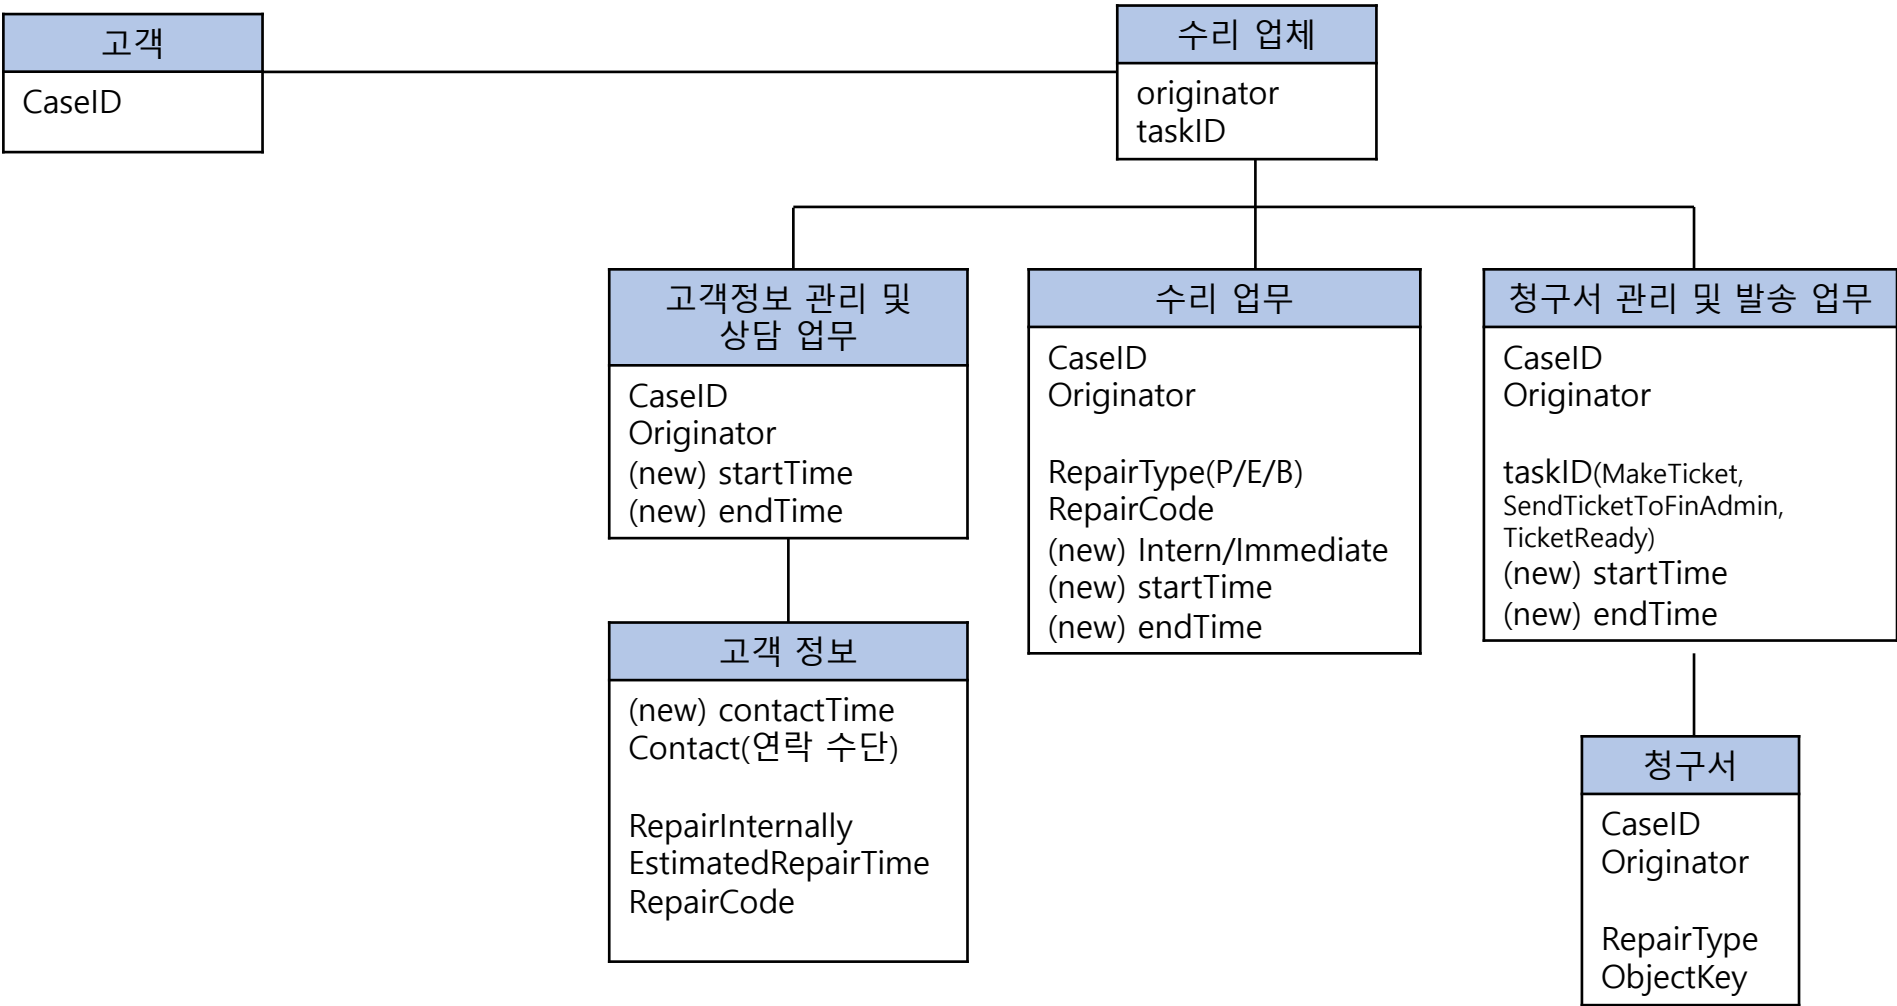 고객
CaseID
수리 업체
originator
taskID
고객정보 관리 및
상담 업무
CaseID
Originator
(new) startTime
(new) endTime
고객 정보
(new) contactTime
Contact(연락 수단)
RepairInternally
EstimatedRepairTime
RepairCode
수리 업무
CaseID
Originator
RepairType(P/E/B)
RepairCode
(new) Intern/Immediate
(new) startTime
(new) endTime
청구서 관리 및 발송 업무
CaseID
Originator
taskID(MakeTicket,
SendTicketToFinAdmin,
TicketReady)
(new) startTime
(new) endTime
청구서
CaseID
Originator
RepairType
ObjectKey